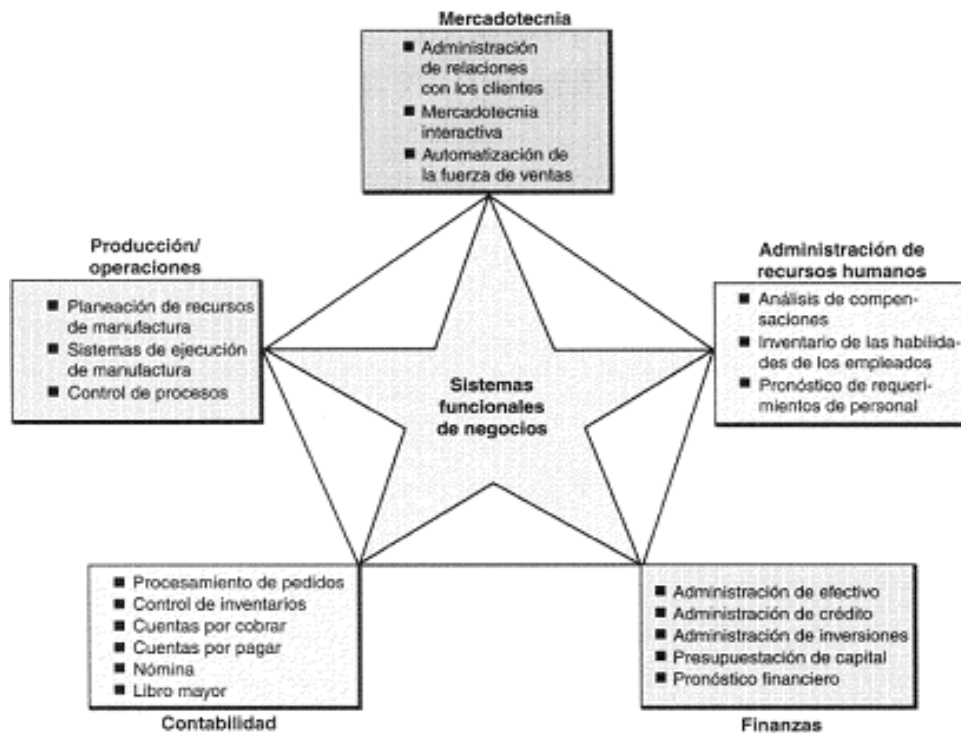 Mercadotecnia
■ Administración
de relaciones
con los clientes
■ Mercadotecnia
interactiva
■ Automatización de
la fuerza de ventas
Producción/
operaciones
■ Planeación de recursos
de manufactura
■ Sistemas de ejecución
de manufactura
■ Control de procesos
Administración de
recursos humanos
■ Análisis de compen-
saciones
■ Inventario de las habilida-
des de los empleados
■ Pronóstico de requeri-
mientos de personal
Sistemas
funcionales
de negocios
■ Procesamiento de pedidos
■ Control de inventarios
■ Cuentas por cobrar
■ Cuentas por pagar
■ Nómina
■ Libro mayor
Contabilidad
■ Administración de efectivo
■ Administración de crédito
■ Administración de inversiones
■ Presupuestación de capital
■ Pronóstico financiero
Finanzas